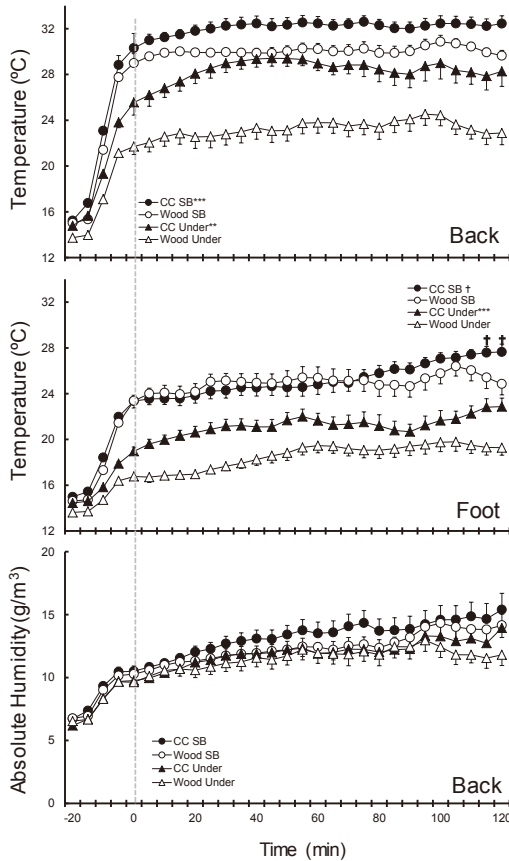 36
32
28
24
20
16
12
Temperature (ºC)
CC SB***
Wood SB
CC Under**
Wood Under
Back
32
28
24
20
16
12
Temperature (ºC)
CC SB †
Wood SB
CC Under***
Wood Under
† †
Foot
20
15
10
5
0
Absolute Humidity (g/m³)
CC SB
Wood SB
CC Under
Wood Under
Back
-20 0 20 40 60 80 100 120
Time (min)